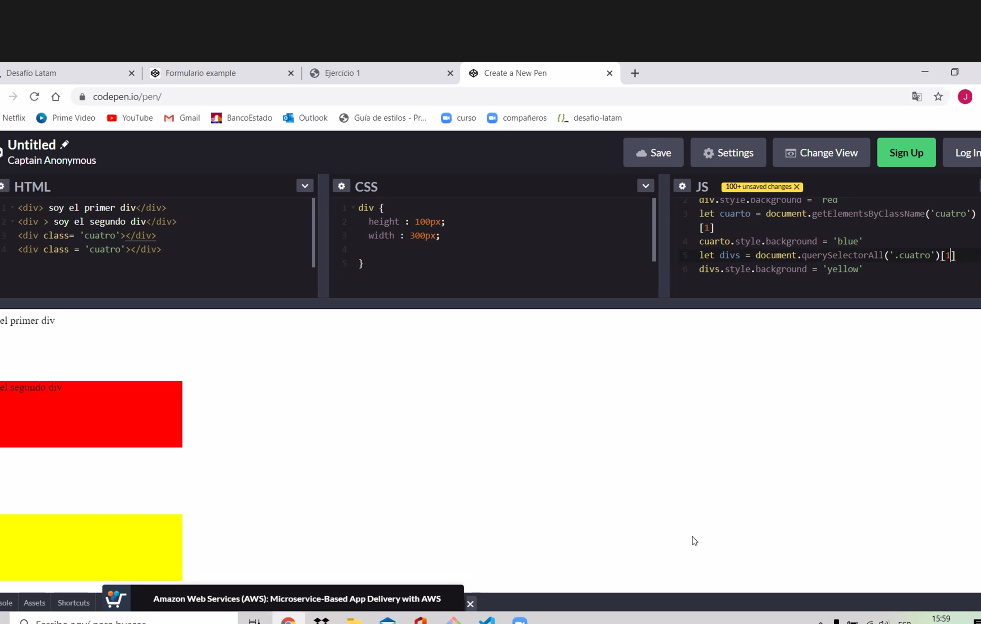 Desafío Latam
Formulario example
Ejercicio 1
Create a New Pen
codepen.io/pen/
J
Netflix
Prime Video
YouTube
Gmail
BancoEstado
Outlook
Guía de estilos - Pr...
curso
compañeros
desafio-latam
Untitled
Captain Anonymous
Save
Settings
Change View
Sign Up
Log In
HTML
1 <div> soy el primer div</div>
2 <div > soy el segundo div</div>
3 <div class= 'cuatro'></div>
4 <div class = 'cuatro'></div>
CSS
1 div {
2 height : 100px;
3 width : 300px;
4
5 }
JS
100+ unsaved changes X
2 div.style.background = 'red'
3 let cuarto = document.getElementsByClassName('cuatro')
[1]
4 cuarto.style.background = 'blue'
5 let divs = document.querySelectorAll('.cuatro')[1]
6 divs.style.background = 'yellow'
el primer div
el segundo div
sole
Assets
Shortcuts
Amazon Web Services (AWS): Microservice-Based App Delivery with AWS
15:59